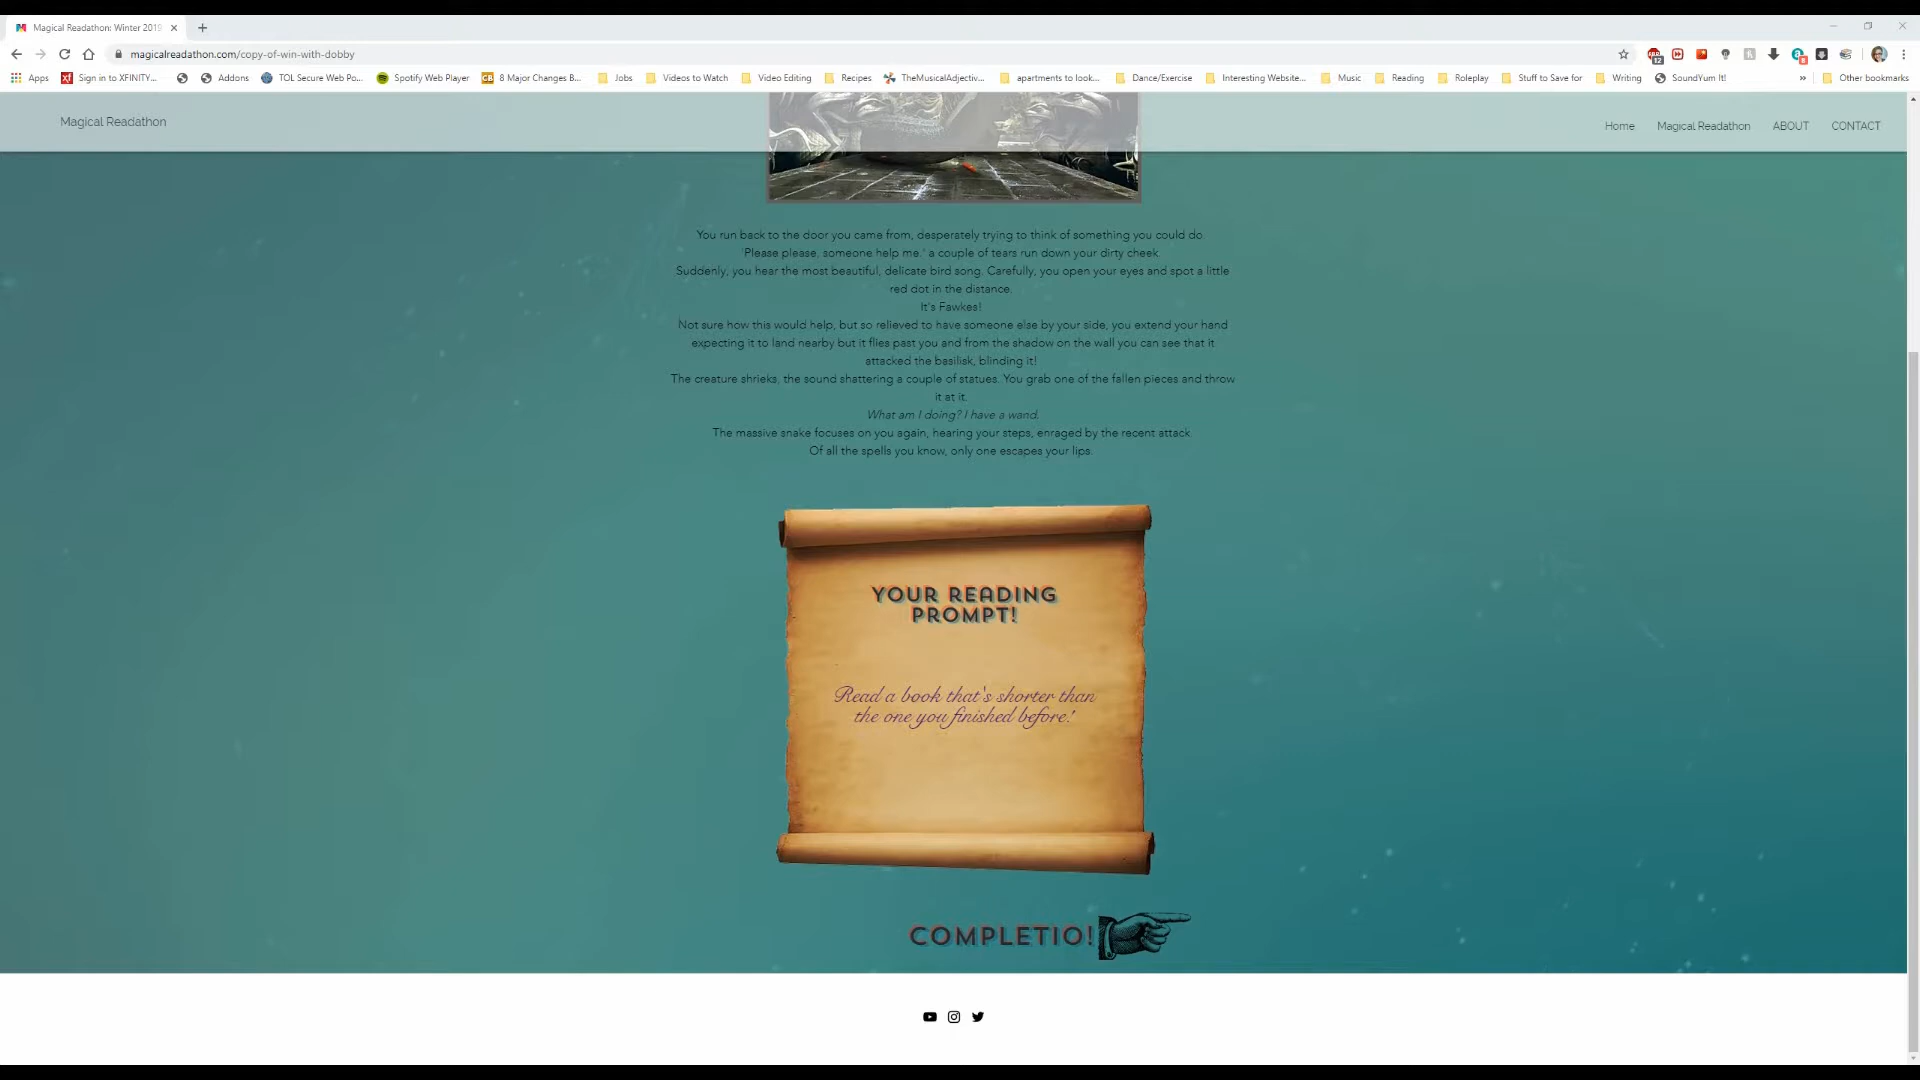 Magical Readathon: Winter 2019
magicalreadathon.com/copy-of-win-with-dobby
12
8
Apps
Sign in to XFINITY...
Addons
TOL Secure Web Po...
Spotify Web Player
CB
8 Major Changes B...
Jobs
Videos to Watch
Video Editing
Recipes
TheMusicalAdjectiv...
apartments to look...
Dance/Exercise
Interesting Website...
Music
Reading
Roleplay
Stuff to Save for
Writing
SoundYum It!
»
Other bookmarks
Magical Readathon
Home
Magical Readathon
ABOUT
CONTACT
You run back to the door you came from, desperately trying to think of something you could do
'Please please, someone help me.' a couple of tears run down your dirty cheek.
Suddenly, you hear the most beautiful, delicate bird song. Carefully, you open your eyes and spot a little
red dot in the distance.
It's Fawkes!
Not sure how this would help, but so relieved to have someone else by your side, you extend your hand
expecting it to land nearby but it flies past you and from the shadow on the wall you can see that it
attacked the basilisk, blinding it!
The creature shrieks, the sound shattering a couple of statues. You grab one of the fallen pieces and throw
it at it.
What am I doing? I have a wand.
The massive snake focuses on you again, hearing your steps, enraged by the recent attack
Of all the spells you know, only one escapes your lips.
YOUR READING
PROMPT!
Read a book that's shorter than
the one you finished before!'
COMPLETIO!